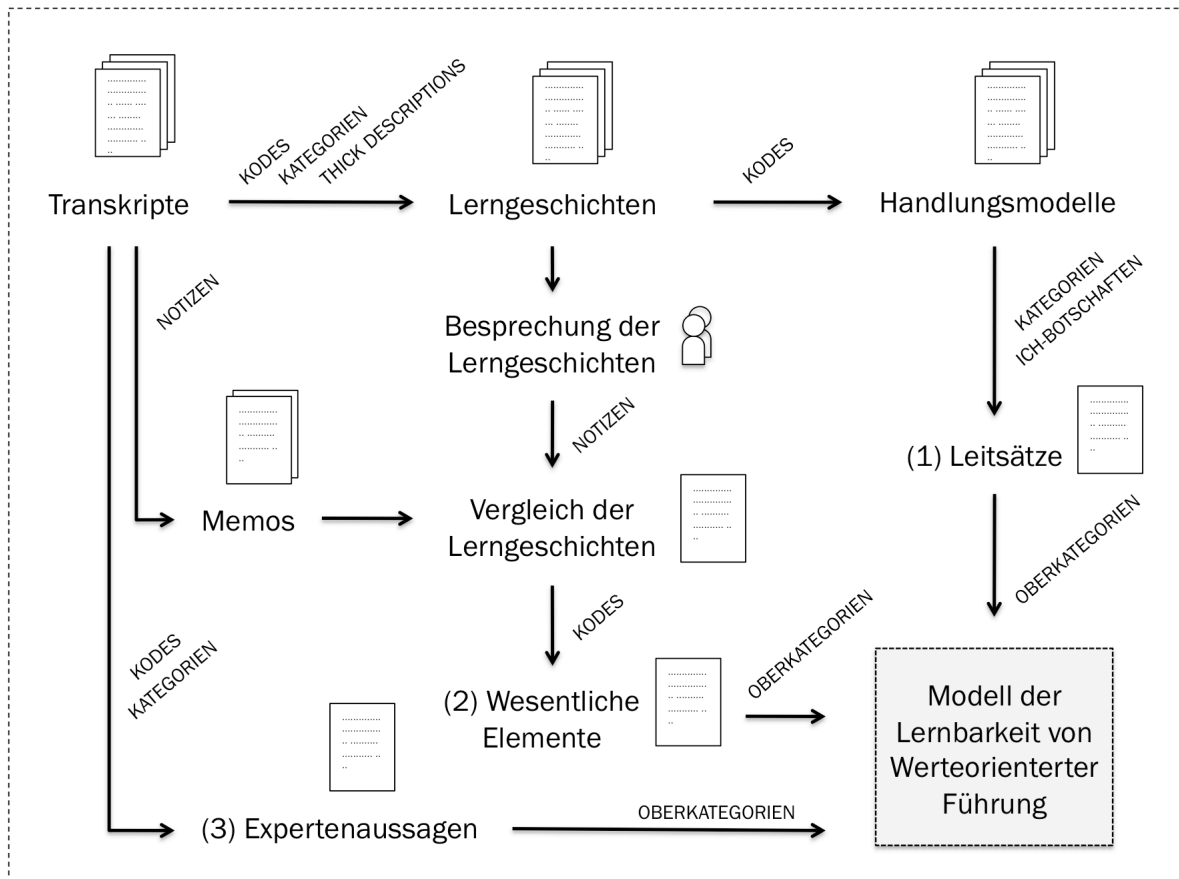 KODES
KATEGORIEN
THICK DESCRIPTIONS
KODES
Transkripte
Lerngeschichten
Handlungsmodelle
NOTIZEN
Besprechung der
Lerngeschichten
KATEGORIEN
ICH-BOTSCHAFTEN
NOTIZEN
(1) Leitsätze
Memos
Vergleich der
Lerngeschichten
OBERKATEGORIEN
KODES
KODES
KATEGORIEN
OBERKATEGORIEN
(2) Wesentliche
Elemente
Modell der
Lernbarkeit von
Werteorienterter
Führung
(3) Expertenaussagen
OBERKATEGORIEN